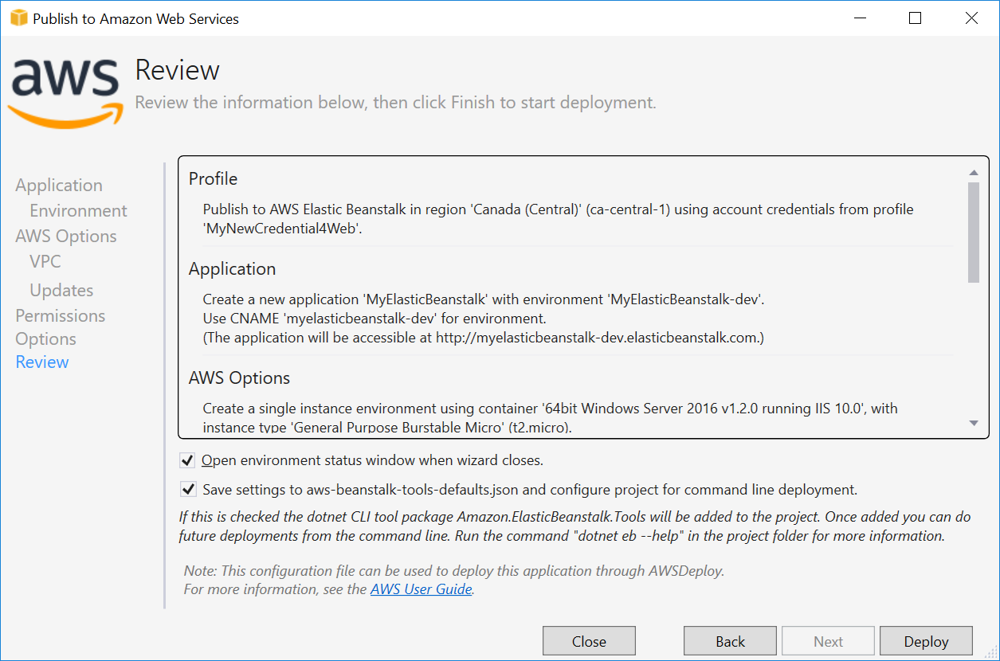 Publish to Amazon Web Services
aws
Review
Review the information below, then click Finish to start deployment.
Application
Environment
AWS Options
VPC
Updates
Permissions
Options
Review
Profile
Publish to AWS Elastic Beanstalk in region 'Canada (Central)' (ca-central-1) using account credentials from profile
'MyNewCredential4Web'.
Application
Create a new application 'MyElasticBeanstalk' with environment 'MyElasticBeanstalk-dev'.
Use CNAME 'myelasticbeanstalk-dev' for environment.
(The application will be accessible at http://myelasticbeanstalk-dev.elasticbeanstalk.com.)
AWS Options
Create a single instance environment using container '64bit Windows Server 2016 v1.2.0 running IIS 10.0', with
instance type 'General Purpose Burstable Micro' (t2.micro).
Open environment status window when wizard closes.
Save settings to aws-beanstalk-tools-defaults.json and configure project for command line deployment.
If this is checked the dotnet CLI tool package Amazon.ElasticBeanstalk.Tools will be added to the project. Once added you can do
future deployments from the command line. Run the command "dotnet eb --help" in the project folder for more information.
Note: This configuration file can be used to deploy this application through AWSDeploy.
For more information, see the AWS User Guide.
Close
Back
Next
Deploy